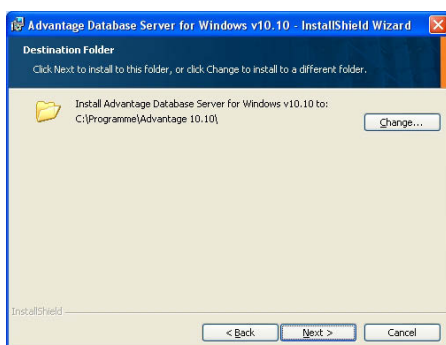 Advantage Database Server for Windows v10.10 - InstallShield Wizard
Destination Folder
Click Next to install to this folder, or click Change to install to a different folder.
Install Advantage Database Server for Windows v10.10 to:
C:\Programme\Advantage 10.10\
Change...
InstallShield
< Back
Next >
Cancel